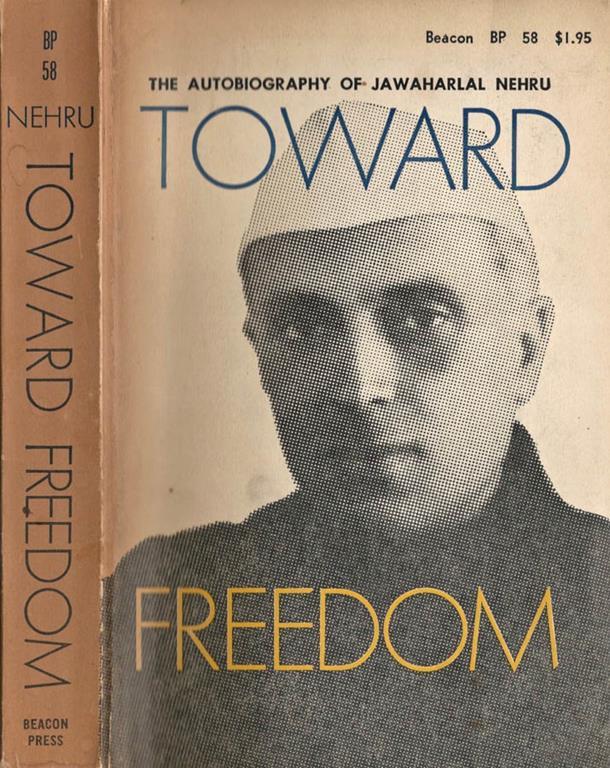 BP
58
NEHRU
TOWARD FREEDOM
BEACON
PRESS
Beacon BP 58 $1.95
THE AUTOBIOGRAPHY OF JAWAHARLAL NEHRU
TOWARD
FREEDOM